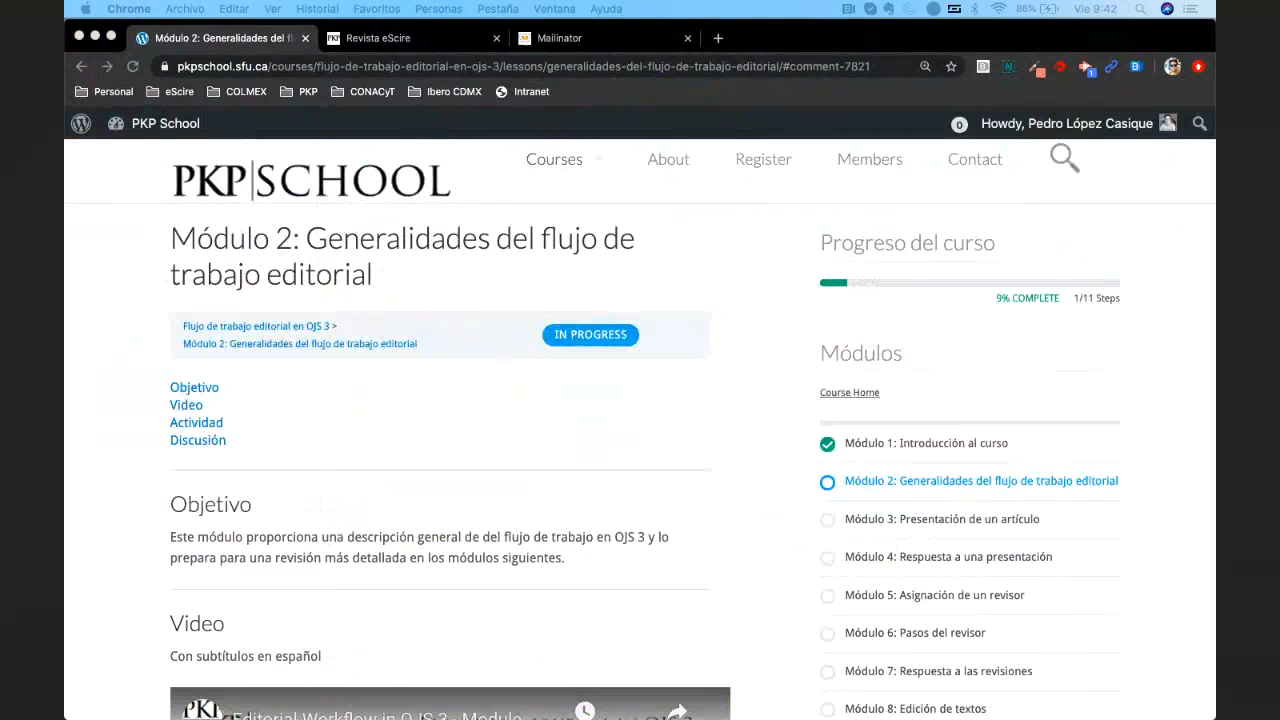 Chrome Archivo Editar Ver Historial Favoritos Personas Pestaña Ventana Ayuda 86% Vie 9:42
Módulo 2: Generalidades del fl
Revista eScire
Mailinator
pkpschool.sfu.ca/courses/flujo-de-trabajo-editorial-en-ojs-3/lessons/generalidades-del-flujo-de-trabajo-editorial/#comment-7821
Personal eScire COLMEX PKP CONACyT Ibero CDMX Intranet
PKP School 0 Howdy, Pedro López Casique
PKP|SCHOOL
Courses About Register Members Contact
Módulo 2: Generalidades del flujo de
trabajo editorial
Flujo de trabajo editorial en OJS 3 >
Módulo 2: Generalidades del flujo de trabajo editorial
IN PROGRESS
Objetivo
Video
Actividad
Discusión
Objetivo
Este módulo proporciona una descripción general de del flujo de trabajo en OJS 3 y lo
prepara para una revisión más detallada en los módulos siguientes.
Video
Con subtítulos en español
Editorial Workflow in OJS 3 - Module
Progreso del curso
9% COMPLETE 1/11 Steps
Módulos
Course Home
Módulo 1: Introducción al curso
Módulo 2: Generalidades del flujo de trabajo editorial
Módulo 3: Presentación de un artículo
Módulo 4: Respuesta a una presentación
Módulo 5: Asignación de un revisor
Módulo 6: Pasos del revisor
Módulo 7: Respuesta a las revisiones
Módulo 8: Edición de textos